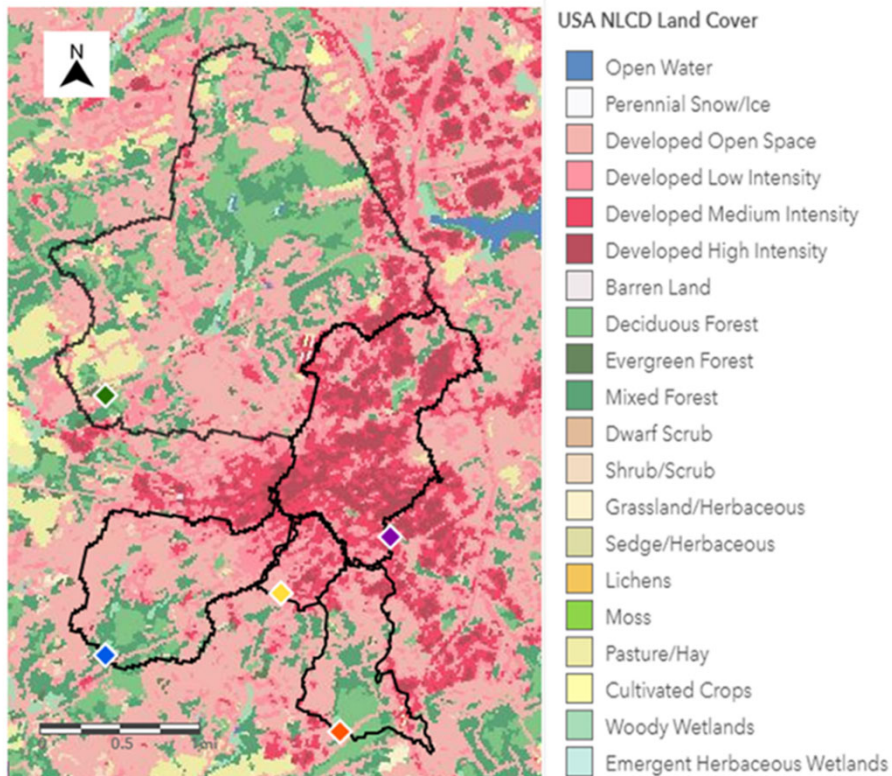 N
USA NLCD Land Cover
Open Water
Perennial Snow/Ice
Developed Open Space
Developed Low Intensity
Developed Medium Intensity
Developed High Intensity
Barren Land
Deciduous Forest
Evergreen Forest
Mixed Forest
Dwarf Scrub
Shrub/Scrub
Grassland/Herbaceous
Sedge/Herbaceous
Lichens
Moss
Pasture/Hay
Cultivated Crops
Woody Wetlands
Emergent Herbaceous Wetlands
0 0.5 1 mi